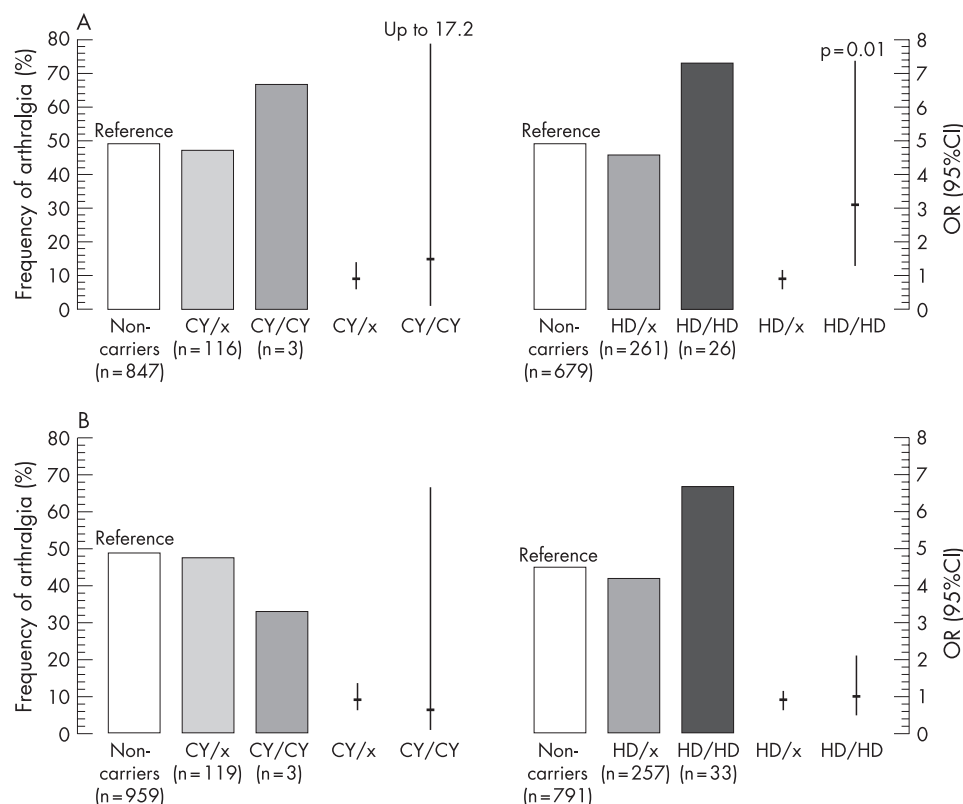 A
Frequency of arthralgia (%)
80
70
60
50
40
30
20
10
0
Reference
Up to 17.2
Non-
carriers
(n=847)
CY/x
(n=116)
CY/CY
(n=3)
CY/x
CY/CY
Reference
p=0.01
Non-
carriers
(n=679)
HD/x
(n=261)
HD/HD
(n=26)
HD/x
HD/HD
8
7
6
5
4
3
2
1
0
OR (95%CI)
B
Frequency of arthralgia (%)
80
70
60
50
40
30
20
10
0
Reference
Non-
carriers
(n=959)
CY/x
(n=119)
CY/CY
(n=3)
CY/x
CY/CY
Reference
Non-
carriers
(n=791)
HD/x
(n=257)
HD/HD
(n=33)
HD/x
HD/HD
8
7
6
5
4
3
2
1
0
OR (95%CI)